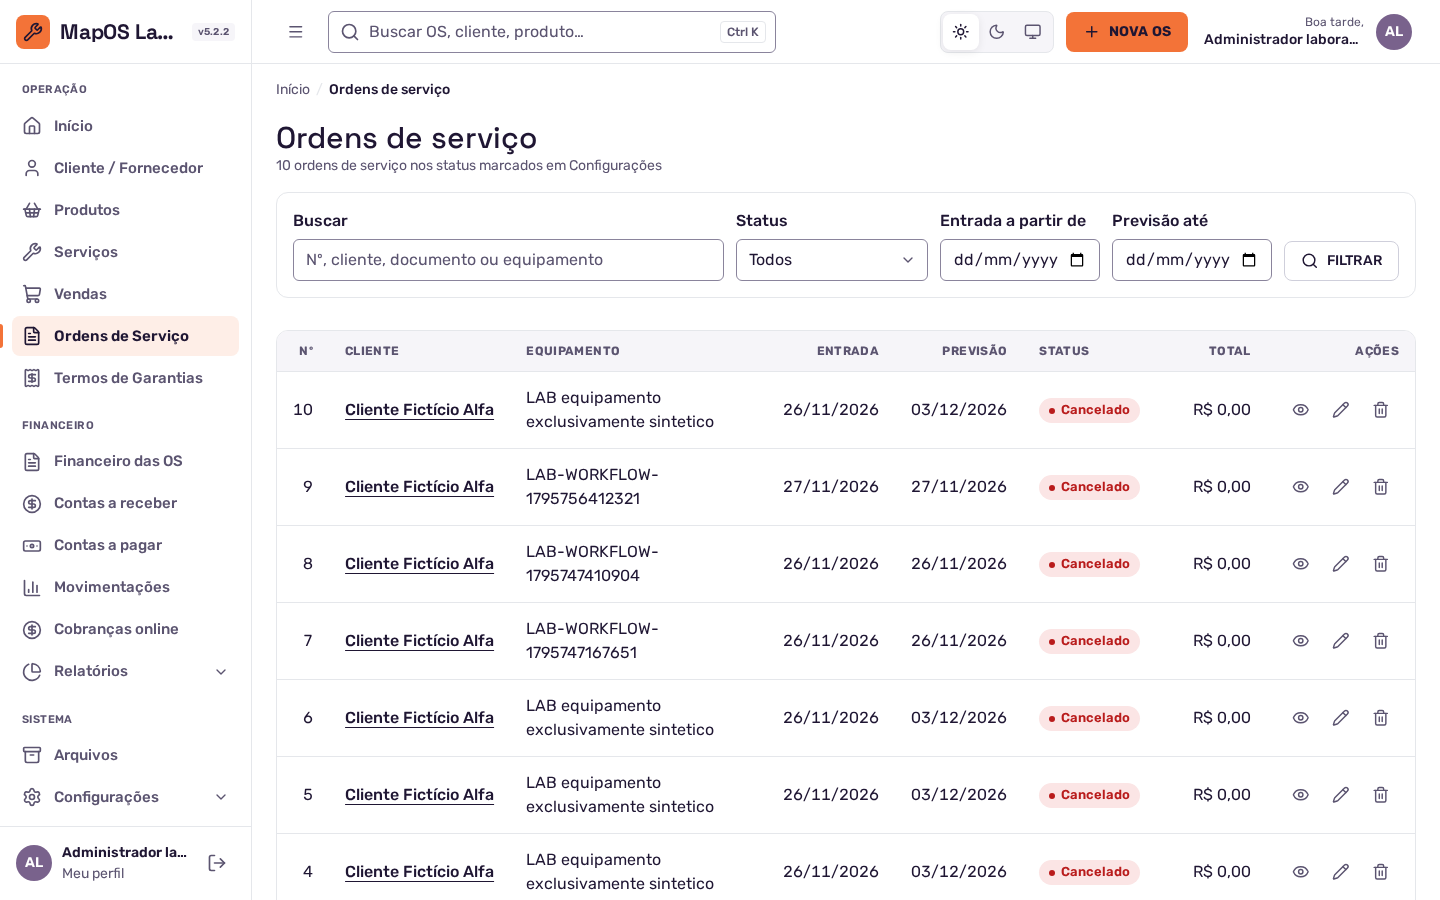 MapOS La...
v5.2.2
Buscar OS, cliente, produto...
Ctrl K
NOVA OS
Boa tarde,
Administrador labora...
AL
OPERAÇÃO
Início
Cliente / Fornecedor
Produtos
Serviços
Vendas
Ordens de Serviço
Termos de Garantias
FINANCEIRO
Financeiro das OS
Contas a receber
Contas a pagar
Movimentações
Cobranças online
Relatórios
SISTEMA
Arquivos
Configurações
AL
Administrador la...
Meu perfil
Início / Ordens de serviço
Ordens de serviço
10 ordens de serviço nos status marcados em Configurações
Buscar Status Entrada a partir de Previsão até
Nº, cliente, documento ou equipamento Todos dd/mm/yyyy dd/mm/yyyy FILTRAR
Nº CLIENTE EQUIPAMENTO ENTRADA PREVISÃO STATUS TOTAL AÇÕES
10 Cliente Fictício Alfa LAB equipamento exclusivamente sintetico 26/11/2026 03/12/2026 Cancelado R$ 0,00
9 Cliente Fictício Alfa LAB-WORKFLOW-1795756412321 27/11/2026 27/11/2026 Cancelado R$ 0,00
8 Cliente Fictício Alfa LAB-WORKFLOW-1795747410904 26/11/2026 26/11/2026 Cancelado R$ 0,00
7 Cliente Fictício Alfa LAB-WORKFLOW-1795747167651 26/11/2026 26/11/2026 Cancelado R$ 0,00
6 Cliente Fictício Alfa LAB equipamento exclusivamente sintetico 26/11/2026 03/12/2026 Cancelado R$ 0,00
5 Cliente Fictício Alfa LAB equipamento exclusivamente sintetico 26/11/2026 03/12/2026 Cancelado R$ 0,00
4 Cliente Fictício Alfa LAB equipamento exclusivamente sintetico 26/11/2026 03/12/2026 Cancelado R$ 0,00